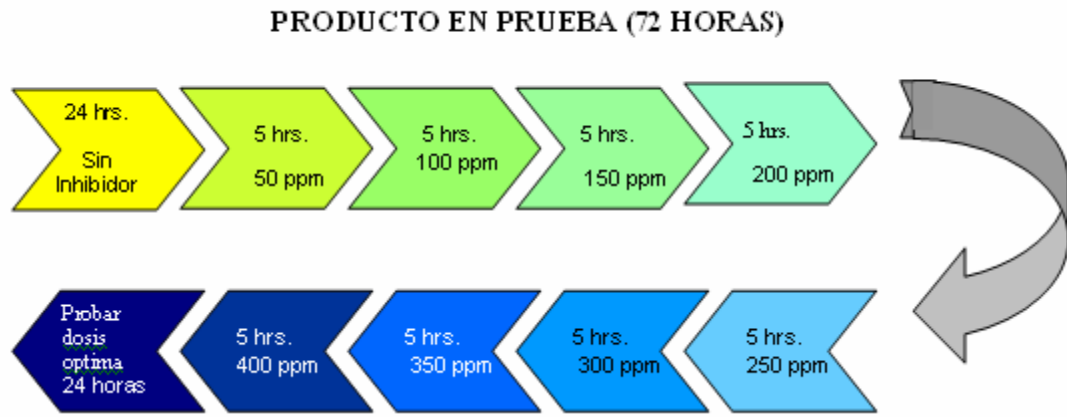 PRODUCTO EN PRUEBA (72 HORAS)
24 hrs.
Sin
Inhibidor
5 hrs.
50 ppm
5 hrs.
100 ppm
5 hrs.
150 ppm
5 hrs.
200 ppm
5 hrs.
250 ppm
5 hrs.
300 ppm
5 hrs.
350 ppm
5 hrs.
400 ppm
Probar
dosis
optima
24 horas